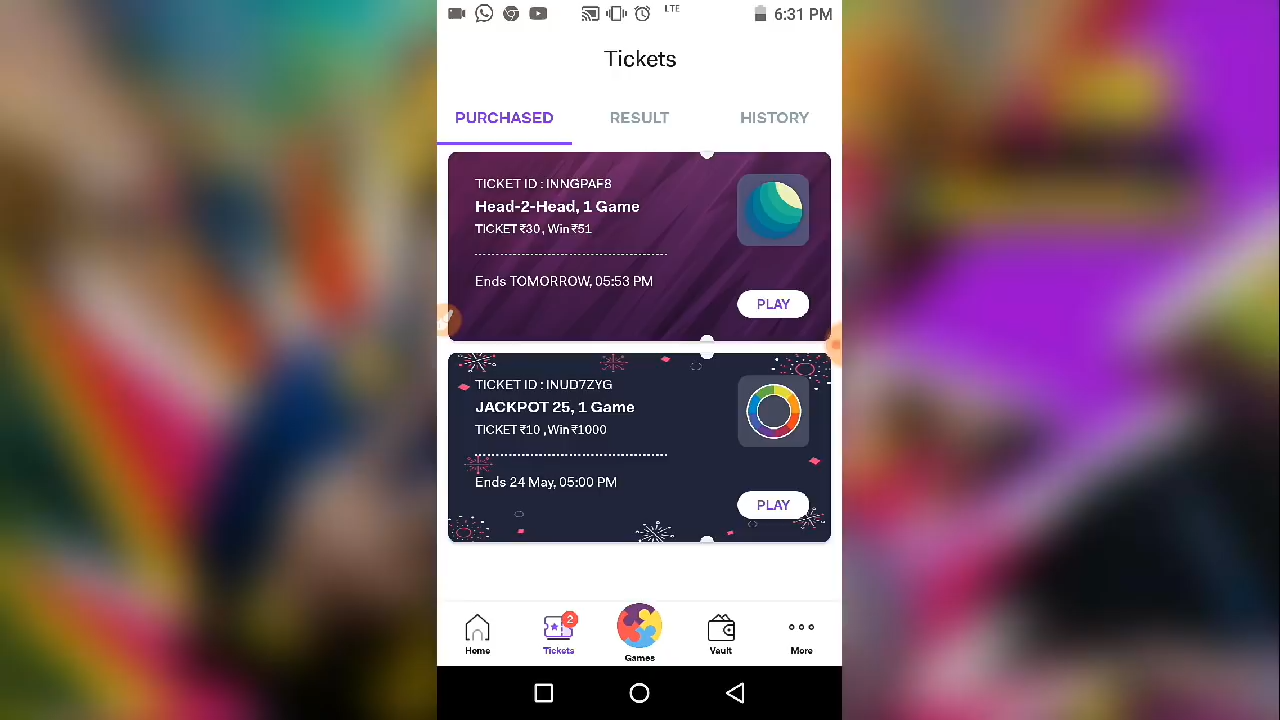 LTE
6:31 PM
Tickets
PURCHASED
RESULT
HISTORY
TICKET ID : INNGPAF8
Head-2-Head, 1 Game
TICKET ₹30 , Win ₹51
Ends TOMORROW, 05:53 PM
PLAY
TICKET ID : INUD7ZYG
JACKPOT 25, 1 Game
TICKET ₹10 , Win ₹1000
Ends 24 May, 05:00 PM
PLAY
2
Home
Tickets
Games
Vault
More